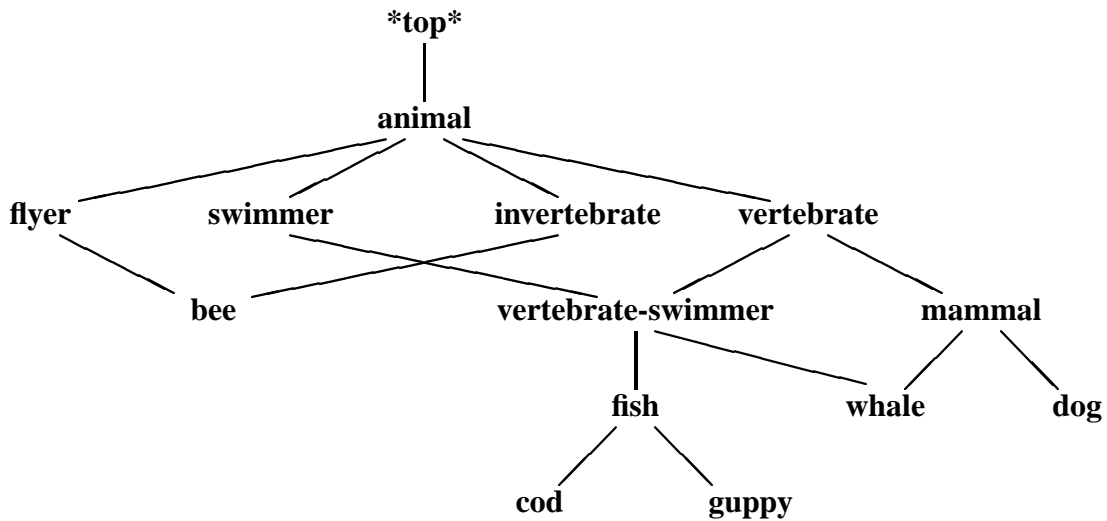 *top*
animal
flyer swimmer invertebrate vertebrate
bee vertebrate-swimmer mammal
fish whale dog
cod guppy